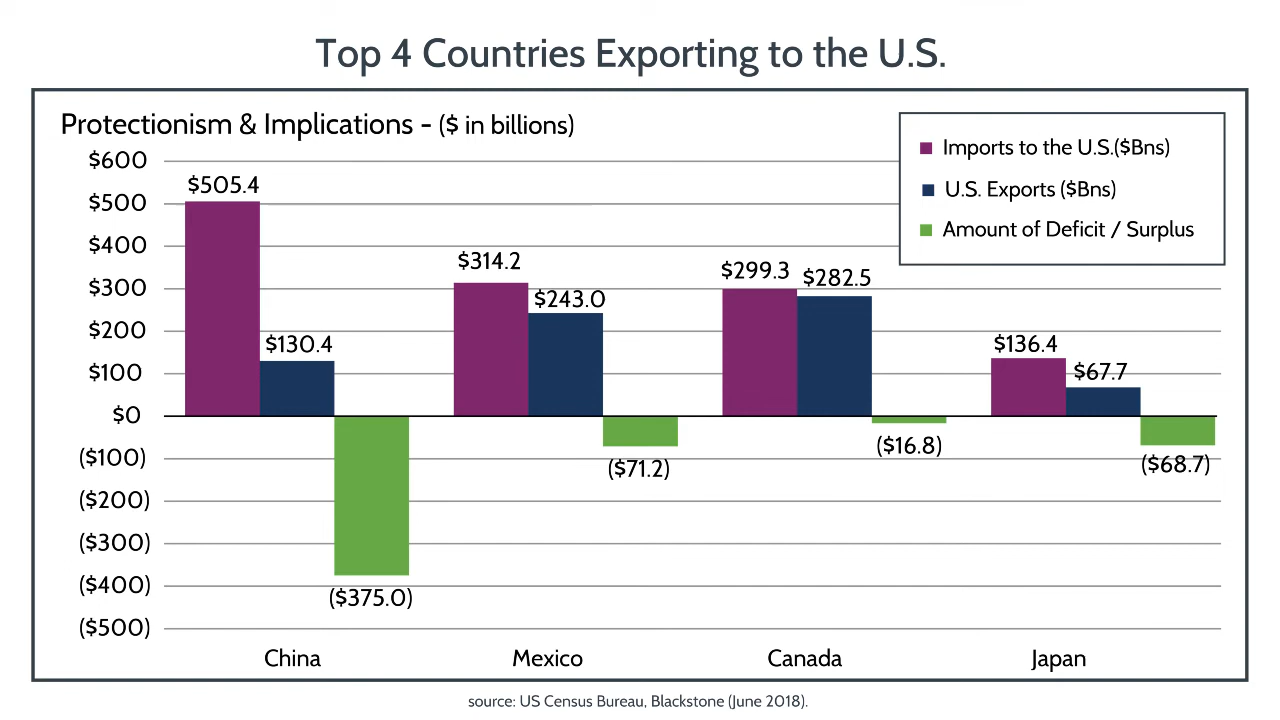 Top 4 Countries Exporting to the U.S.
Protectionism & Implications - ($ in billions)
Imports to the U.S.($Bns)
U.S. Exports ($Bns)
Amount of Deficit / Surplus
$600
$500
$400
$300
$200
$100
$0
($100)
($200)
($300)
($400)
($500)
$505.4
$130.4
($375.0)
$314.2
$243.0
($71.2)
$299.3
$282.5
($16.8)
$136.4
$67.7
($68.7)
China
Mexico
Canada
Japan
source: US Census Bureau, Blackstone (June 2018).